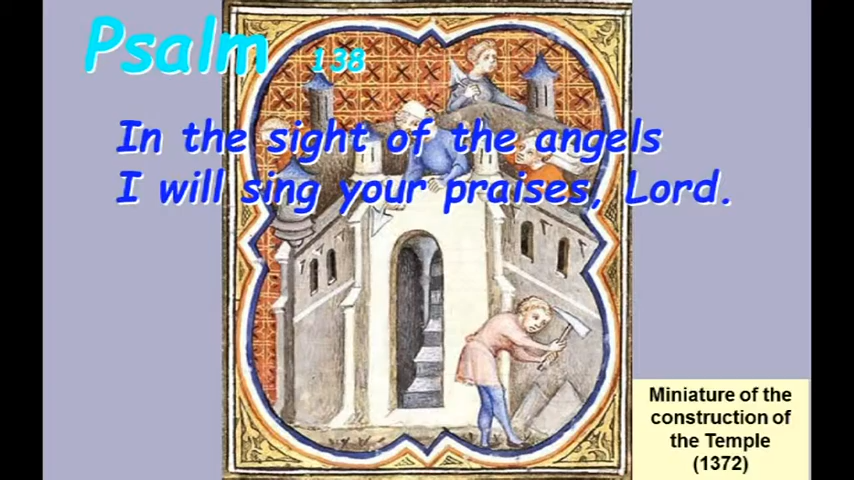 Psalm 138
In the sight of the angels
I will sing your praises, Lord.
Miniature of the
construction of
the Temple
(1372)